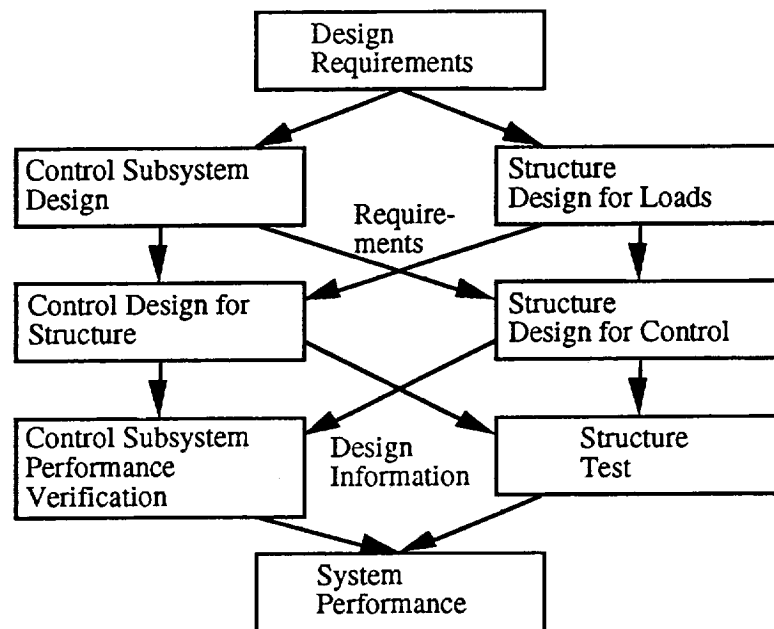 Design
Requirements
Control Subsystem
Design
Structure
Design for Loads
Require-
ments
Control Design for
Structure
Structure
Design for Control
Control Subsystem
Performance
Verification
Design
Information
Structure
Test
System
Performance